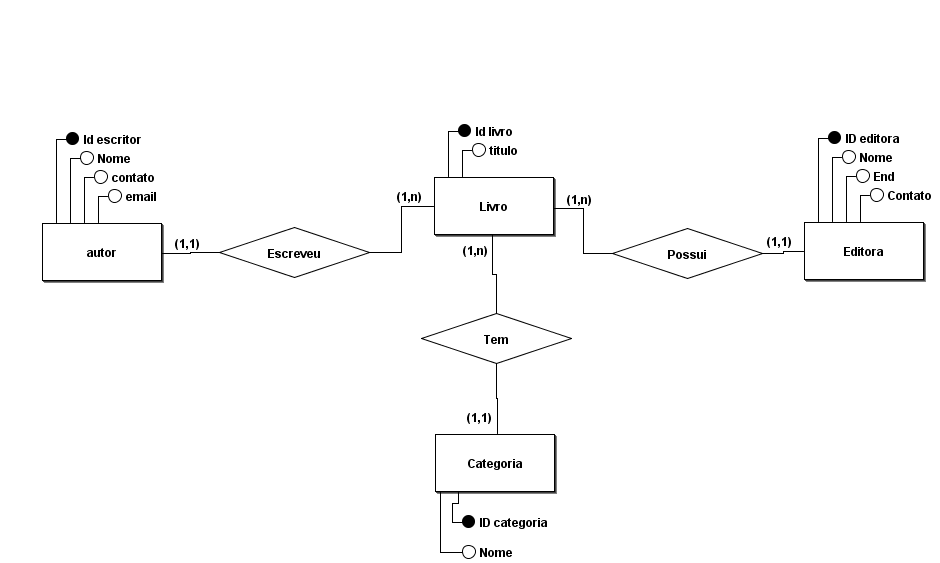 Id escritor
Nome
contato
email
autor
(1,1)
Escreveu
(1,n)
Id livro
titulo
Livro
(1,n)
(1,n)
Possui
(1,1)
ID editora
Nome
End
Contato
Editora
Tem
(1,1)
Categoria
ID categoria
Nome